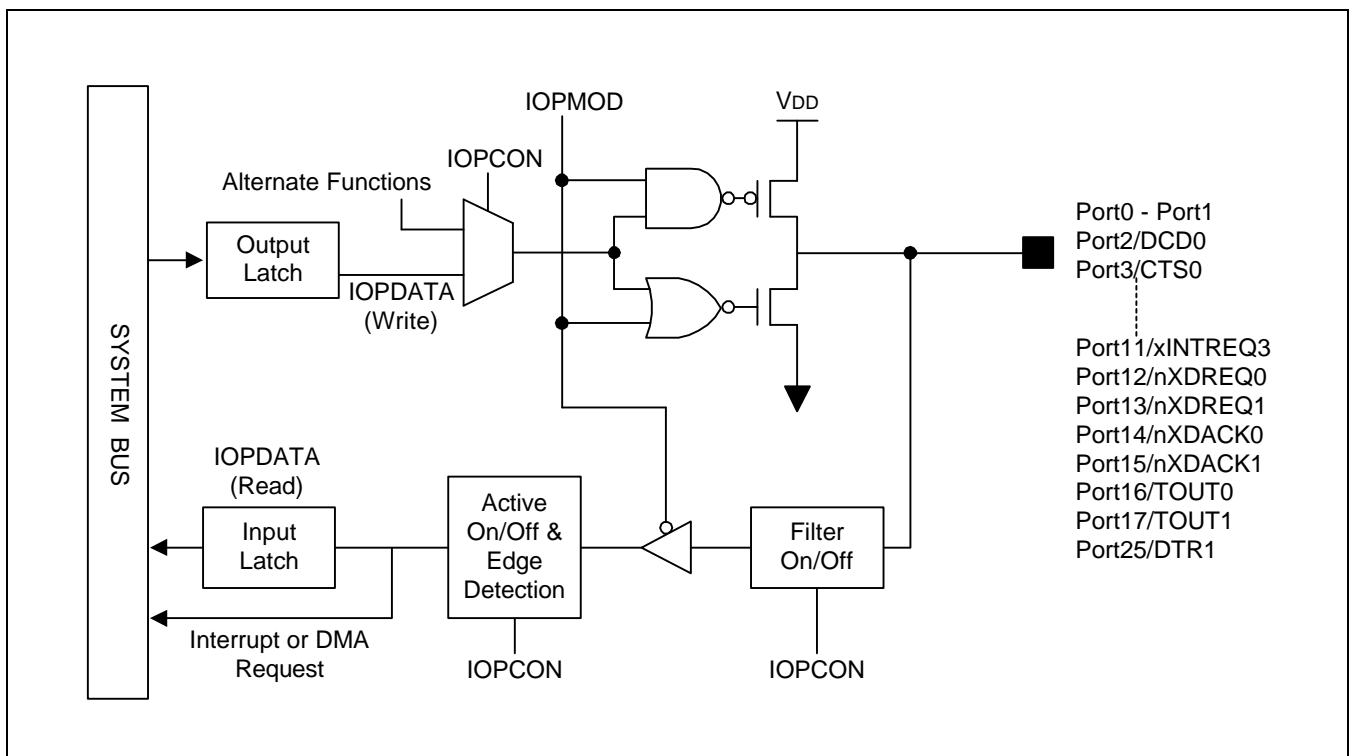 IOPMOD
VDD
IOPCON
Alternate Functions
Output
Latch
IOPDATA
(Write)
SYSTEM BUS
Port0 - Port1
Port2/DCD0
Port3/CTS0
Port11/xINTREQ3
Port12/nXDREQ0
Port13/nXDREQ1
Port14/nXDACK0
Port15/nXDACK1
Port16/TOUT0
Port17/TOUT1
Port25/DTR1
IOPDATA
(Read)
Input
Latch
Active
On/Off &
Edge
Detection
Filter
On/Off
Interrupt or DMA
Request
IOPCON
IOPCON